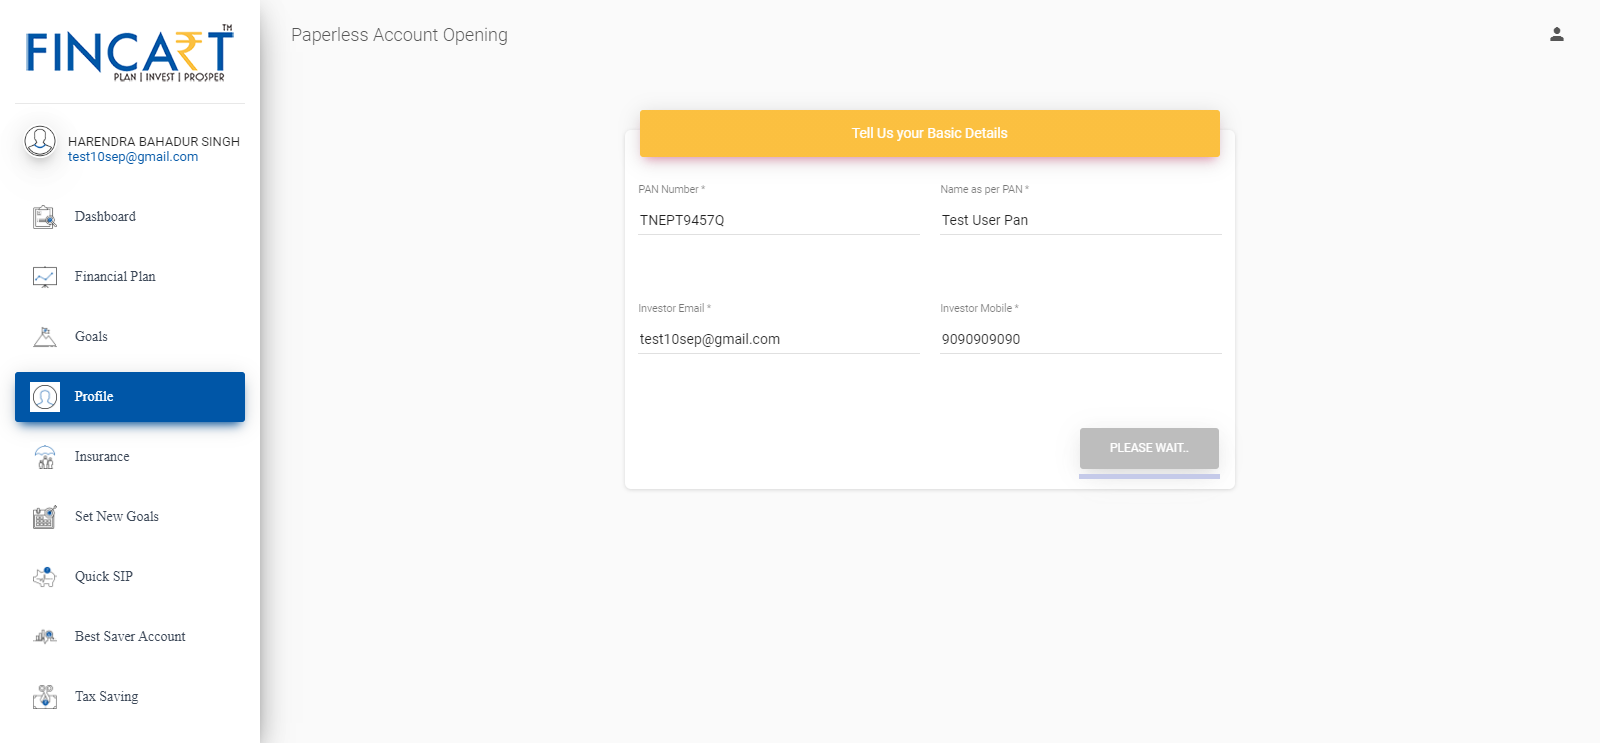 FINCART
TM
PLAN | INVEST | PROSPER
HARENDRA BAHADUR SINGH
test10sep@gmail.com
Dashboard
Financial Plan
Goals
Profile
Insurance
Set New Goals
Quick SIP
Best Saver Account
Tax Saving
Paperless Account Opening
Tell Us your Basic Details
PAN Number *
Name as per PAN *
TNEPT9457Q
Test User Pan
Investor Email *
Investor Mobile *
test10sep@gmail.com
9090909090
PLEASE WAIT..